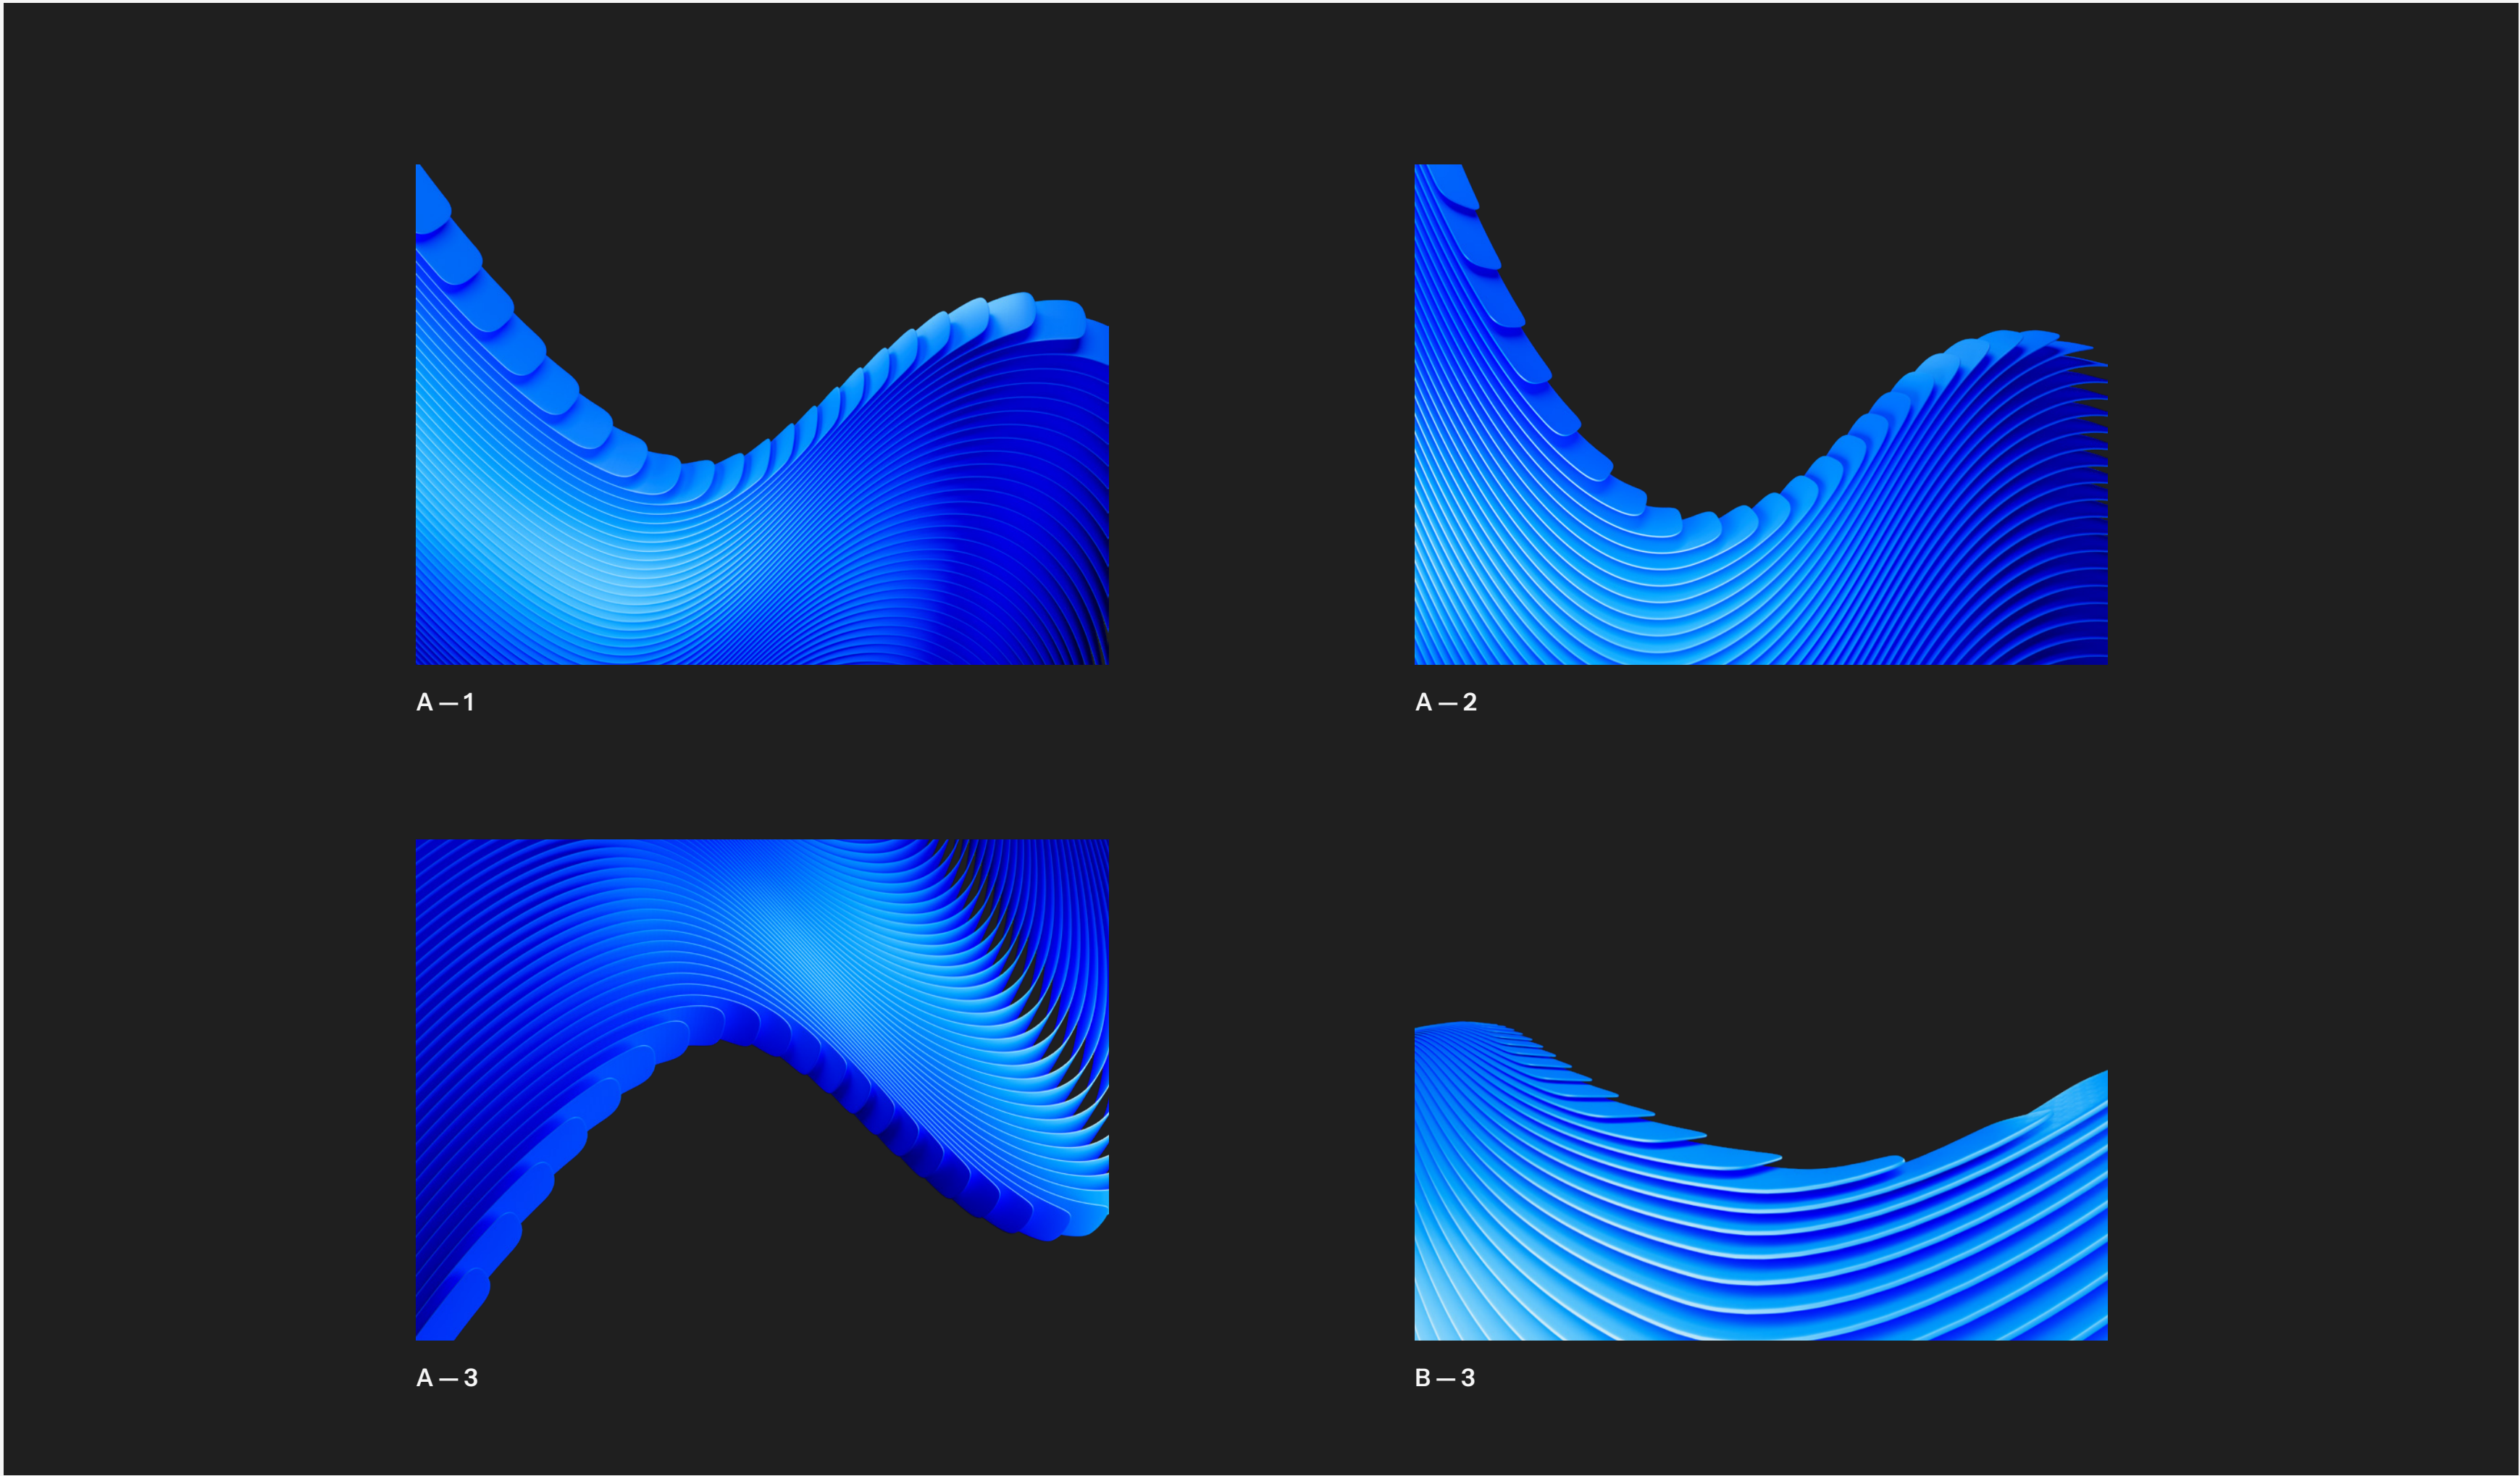 A — 1
A — 2
A — 3
B — 3